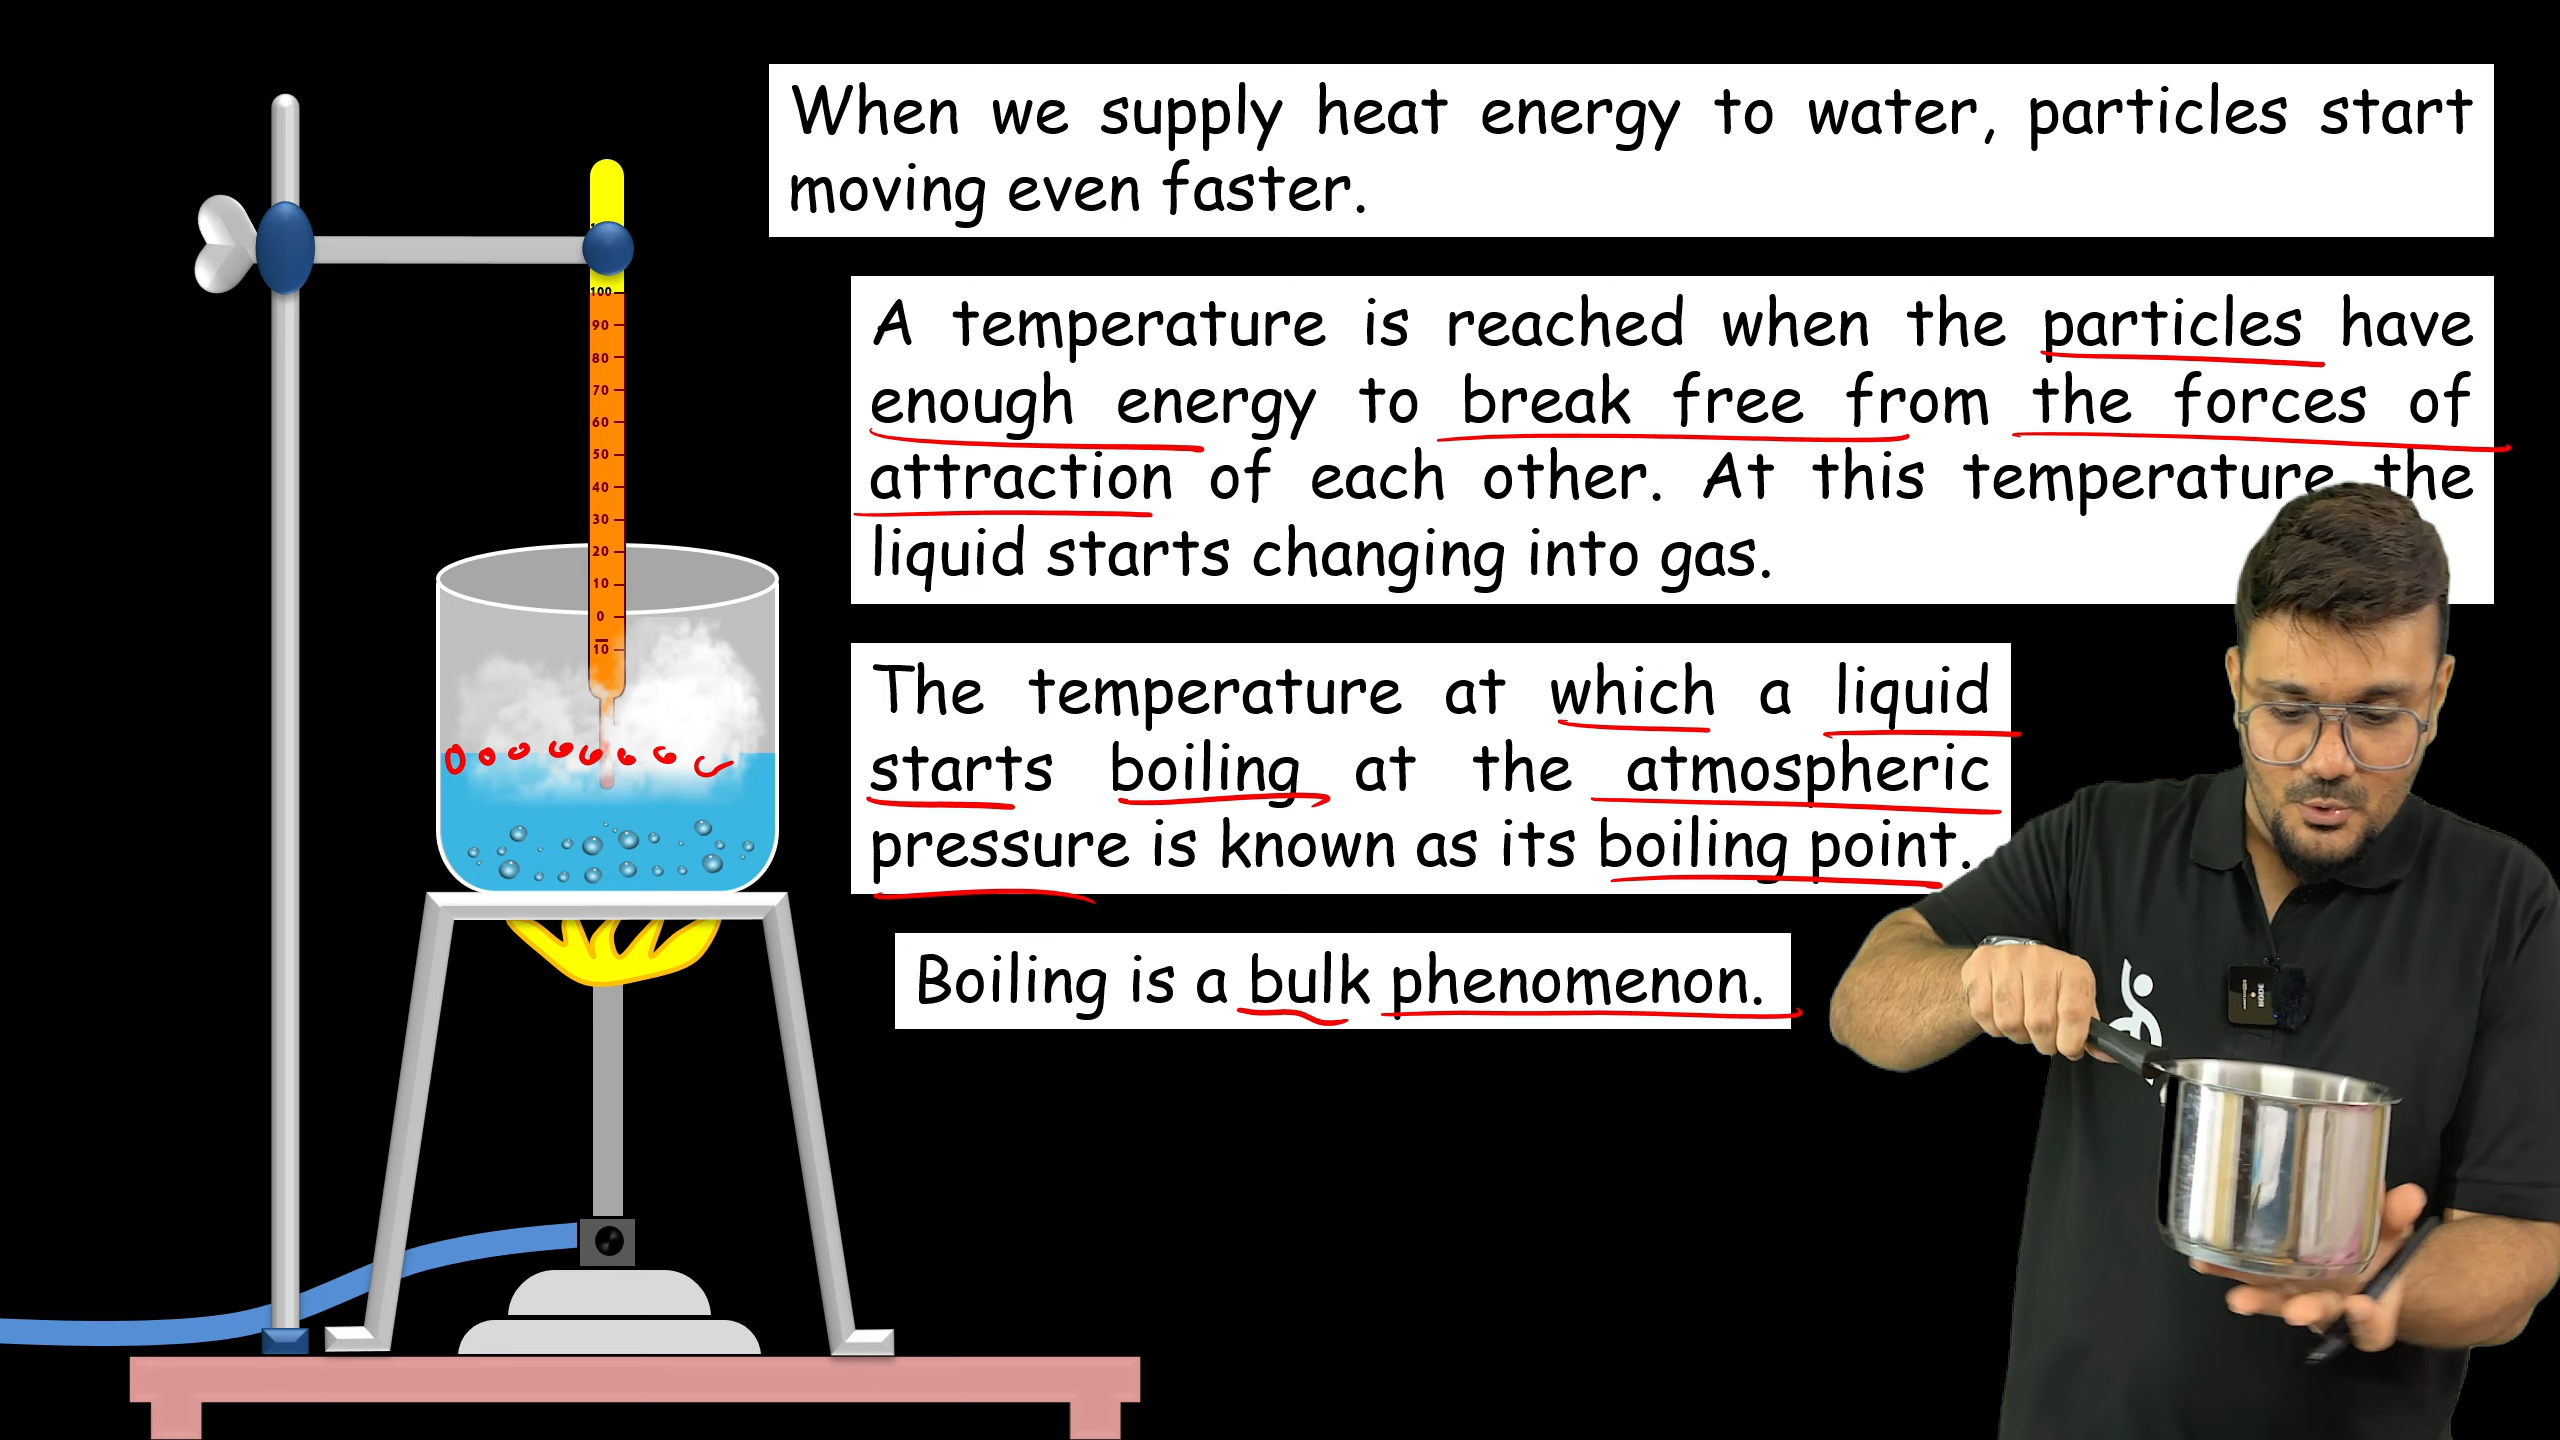 When we supply heat energy to water, particles start
moving even faster.
A temperature is reached when the particles have
enough energy to break free from the forces of
attraction of each other. At this temperature the
liquid starts changing into gas.
The temperature at which a liquid
starts boiling at the atmospheric
pressure is known as its boiling point.
Boiling is a bulk phenomenon.
100
90
80
70
60
50
40
30
20
10
0
10
RODE